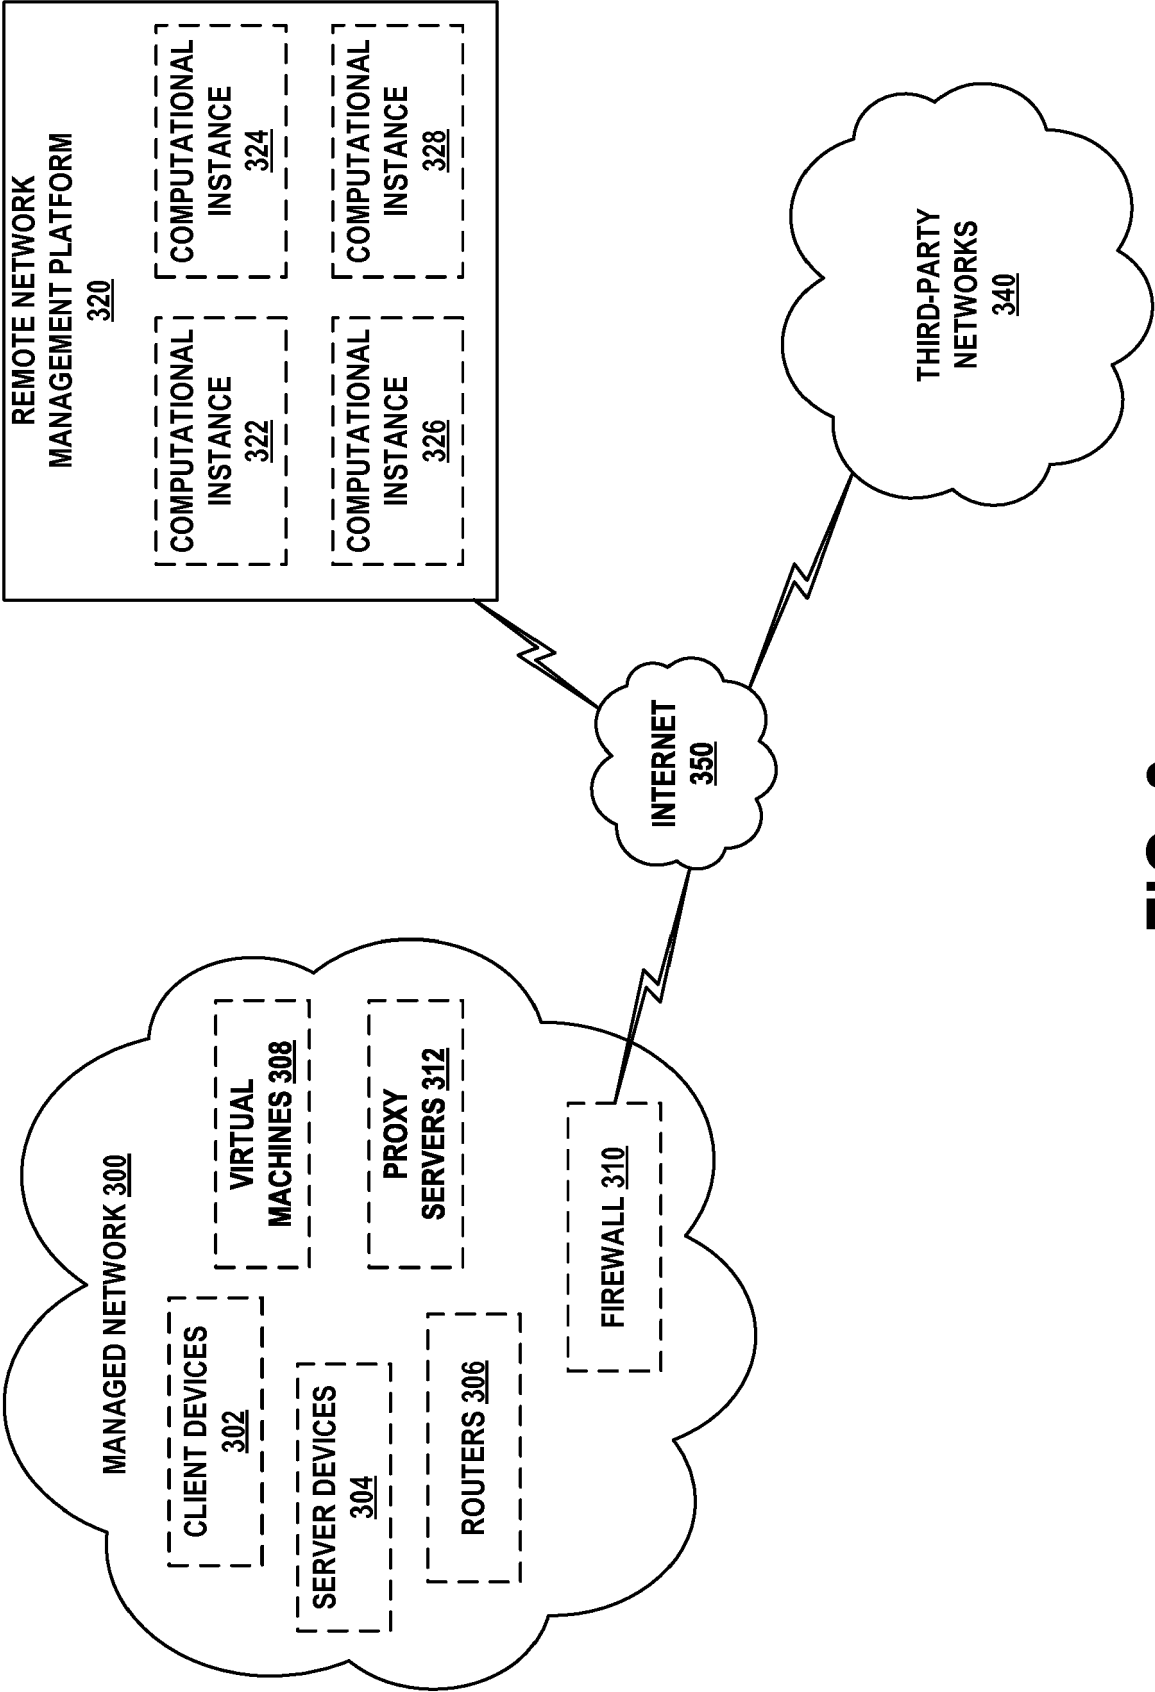 MANAGED NETWORK 300
CLIENT DEVICES
302
VIRTUAL
MACHINES 308
SERVER DEVICES
304
PROXY
SERVERS 312
ROUTERS 306
FIREWALL 310
INTERNET
350
REMOTE NETWORK
MANAGEMENT PLATFORM
320
COMPUTATIONAL
INSTANCE
322
COMPUTATIONAL
INSTANCE
324
COMPUTATIONAL
INSTANCE
326
COMPUTATIONAL
INSTANCE
328
THIRD-PARTY
NETWORKS
340